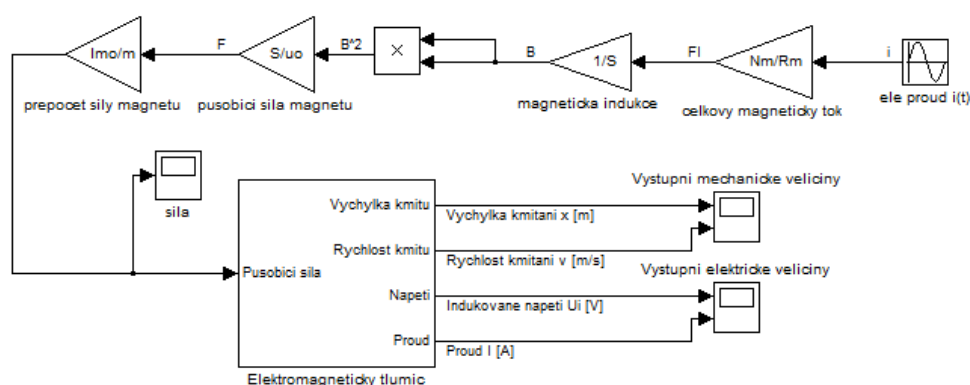 F
B^2
B
FI
i
Imo/m
S/uo
×
1/S
Nm/Rm
prepocet sily magnetu
pusobici sila magnetu
magneticka indukce
celkovy magneticky tok
ele proud i(t)
sila
Vystupni mechanicke veliciny
Vychylka kmitu
Vychylka kmitani x [m]
Rychlost kmitu
Rychlost kmitani v [m/s]
Pusobici sila
Vystupni elektricke veliciny
Napeti
Indukovane napeti Ui [V]
Proud
Proud I [A]
Elektromagneticky tlumic